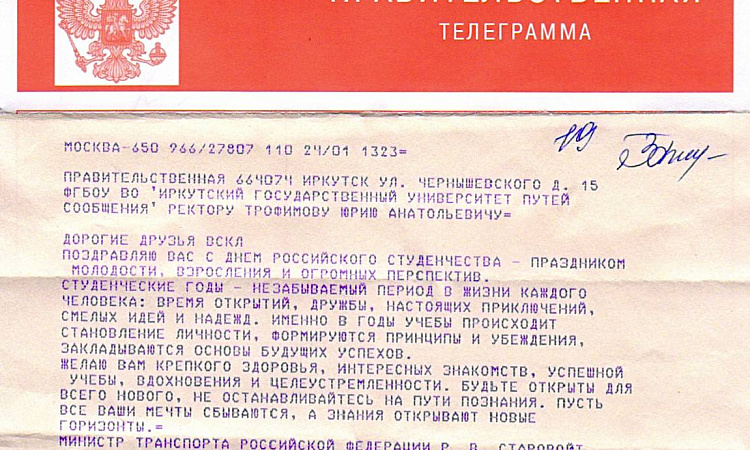 ПРАВИТЕЛЬСТВЕННАЯ
ТЕЛЕГРАММА
МОСКВА-650 966/27807 110 24/01 1323=
ПРАВИТЕЛЬСТВЕННАЯ 664074 ИРКУТСК УЛ. ЧЕРНЫШЕВСКОГО Д. 15
ФГБОУ ВО 'ИРКУТСКИЙ ГОСУДАРСТВЕННЫЙ УНИВЕРСИТЕТ ПУТЕЙ
СООБЩЕНИЯ' РЕКТОРУ ТРОФИМОВУ ЮРИЮ АНАТОЛЬЕВИЧУ=
ДОРОГИЕ ДРУЗЬЯ ВСКЛ
ПОЗДРАВЛЯЮ ВАС С ДНЕМ РОССИЙСКОГО СТУДЕНЧЕСТВА - ПРАЗДНИКОМ
МОЛОДОСТИ, ВЗРОСЛЕНИЯ И ОГРОМНЫХ ПЕРСПЕКТИВ.
СТУДЕНЧЕСКИЕ ГОДЫ - НЕЗАБЫВАЕМЫЙ ПЕРИОД В ЖИЗНИ КАЖДОГО
ЧЕЛОВЕКА: ВРЕМЯ ОТКРЫТИЙ, ДРУЖБЫ, НАСТОЯЩИХ ПРИКЛЮЧЕНИЙ,
СМЕЛЫХ ИДЕЙ И НАДЕЖД. ИМЕННО В ГОДЫ УЧЕБЫ ПРОИСХОДИТ
СТАНОВЛЕНИЕ ЛИЧНОСТИ, ФОРМИРУЮТСЯ ПРИНЦИПЫ И УБЕЖДЕНИЯ,
ЗАКЛАДЫВАЮТСЯ ОСНОВЫ БУДУЩИХ УСПЕХОВ.
ЖЕЛАЮ ВАМ КРЕПКОГО ЗДОРОВЬЯ, ИНТЕРЕСНЫХ ЗНАКОМСТВ, УСПЕШНОЙ
УЧЕБЫ, ВДОХНОВЕНИЯ И ЦЕЛЕУСТРЕМЛЕННОСТИ. БУДЬТЕ ОТКРЫТЫ ДЛЯ
ВСЕГО НОВОГО, НЕ ОСТАНАВЛИВАЙТЕСЬ НА ПУТИ ПОЗНАНИЯ. ПУСТЬ
ВСЕ ВАШИ МЕЧТЫ СБЫВАЮТСЯ, А ЗНАНИЯ ОТКРЫВАЮТ НОВЫЕ
ГОРИЗОНТЫ.=
МИНИСТР ТРАНСПОРТА РОССИЙСКОЙ ФЕДЕРАЦИИ Р. В. СТАРОВОЙТ